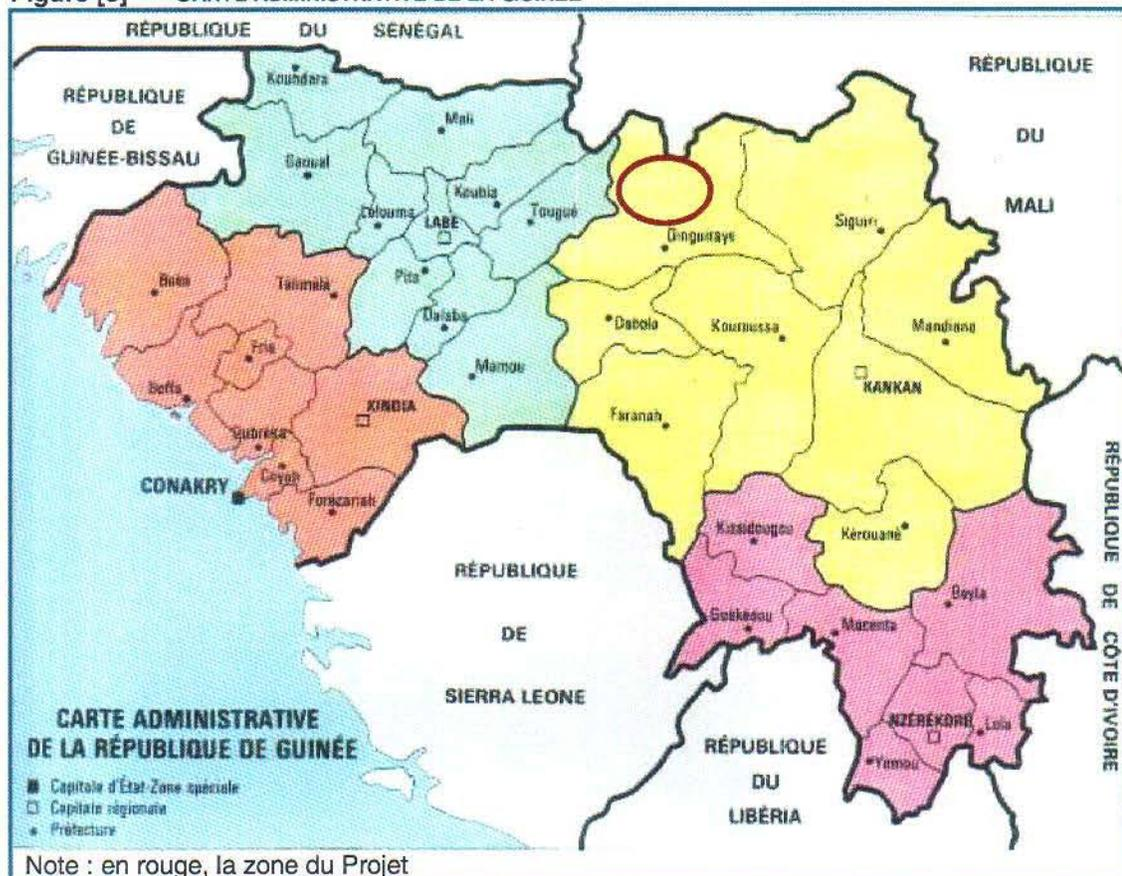 RÉPUBLIQUE DU SÉNÉGAL
RÉPUBLIQUE
DE
GUINÉE-BISSAU
RÉPUBLIQUE
DU
MALI
Koundara
Mali
Gaoual
Koubia
Lélouma
LABÉ
Tougué
Siguiri
Dinguiraye
Pita
Boké
Télimélé
Dalaba
Dabola
Kouroussa
Mandiana
Fria
Mamou
KANKAN
Boffa
KINDIA
Faranah
Dubréka
Coyah
CONAKRY
Forécariah
Kissidougou
Kérouané
RÉPUBLIQUE
DE
SIERRA LEONE
Beyla
Guékédou
Macenta
RÉPUBLIQUE DE CÔTE D'IVOIRE
NZÉRÉKORÉ
Lola
Yomou
RÉPUBLIQUE
DU
LIBÉRIA
CARTE ADMINISTRATIVE
DE LA RÉPUBLIQUE DE GUINÉE
Capitale d'État-Zone spéciale
Capitale régionale
Préfecture
Note : en rouge, la zone du Projet